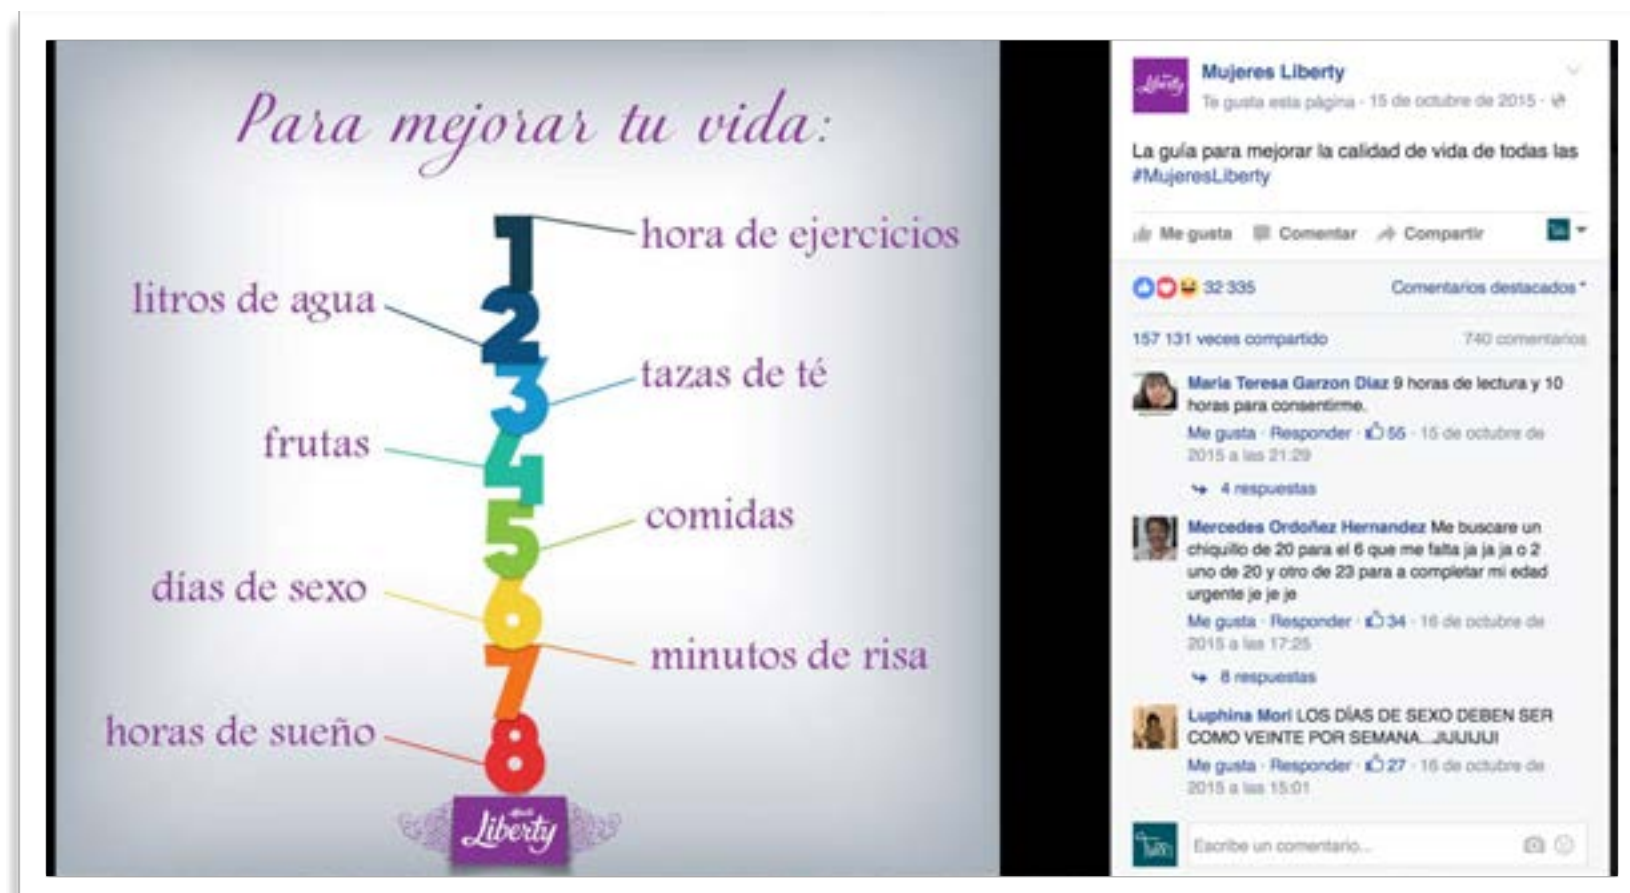 Para mejorar tu vida:
1
hora de ejercicios
litros de agua
2
3
tazas de té
frutas
4
5
comidas
días de sexo
6
7
minutos de risa
horas de sueño
8
Liberty
Liberty
Mujeres Liberty
Te gusta esta página · 15 de octubre de 2015 ·
La guía para mejorar la calidad de vida de todas las
#MujeresLiberty
Me gusta Comentar Compartir
32 335 Comentarios destacados
157 131 veces compartido 740 comentarios
Maria Teresa Garzon Diaz 9 horas de lectura y 10
horas para consentirme.
Me gusta · Responder · 55 · 15 de octubre de
2015 a las 21:29
4 respuestas
Mercedes Ordoñez Hernandez Me buscare un
chiquillo de 20 para el 6 que me falta ja ja ja o 2
uno de 20 y otro de 23 para a completar mi edad
urgente je je je
Me gusta · Responder · 34 · 16 de octubre de
2015 a las 17:25
8 respuestas
Luphina Mori LOS DÍAS DE SEXO DEBEN SER
COMO VEINTE POR SEMANA...JIJIJIJI
Me gusta · Responder · 27 · 16 de octubre de
2015 a las 15:01
Escribe un comentario...